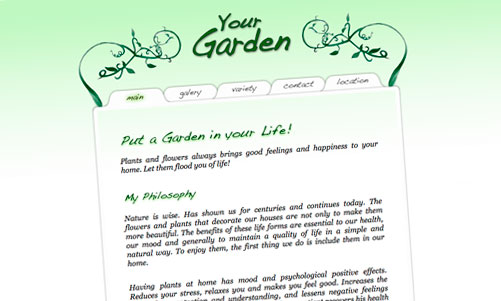 Your
Garden
main galery variety contact location
Put a Garden in your Life!
Plants and flowers always brings good feelings and happiness to your
home. Let them flood you of life!
My Philosophy
Nature is wise. Has shown us for centuries and continues today. The
flowers and plants that decorate our houses are not only to make them
more beautiful. The benefits of these life forms are essential to our health,
our mood and generally to maintain a quality of life in a simple and
natural way. To enjoy them, the first thing we do is include them in our
home.
Having plants at home has mood and psychological positive effects.
Reduces your stress, relaxes you and makes you feel good. Increases the
and understanding, and lessens negative feelings
his health